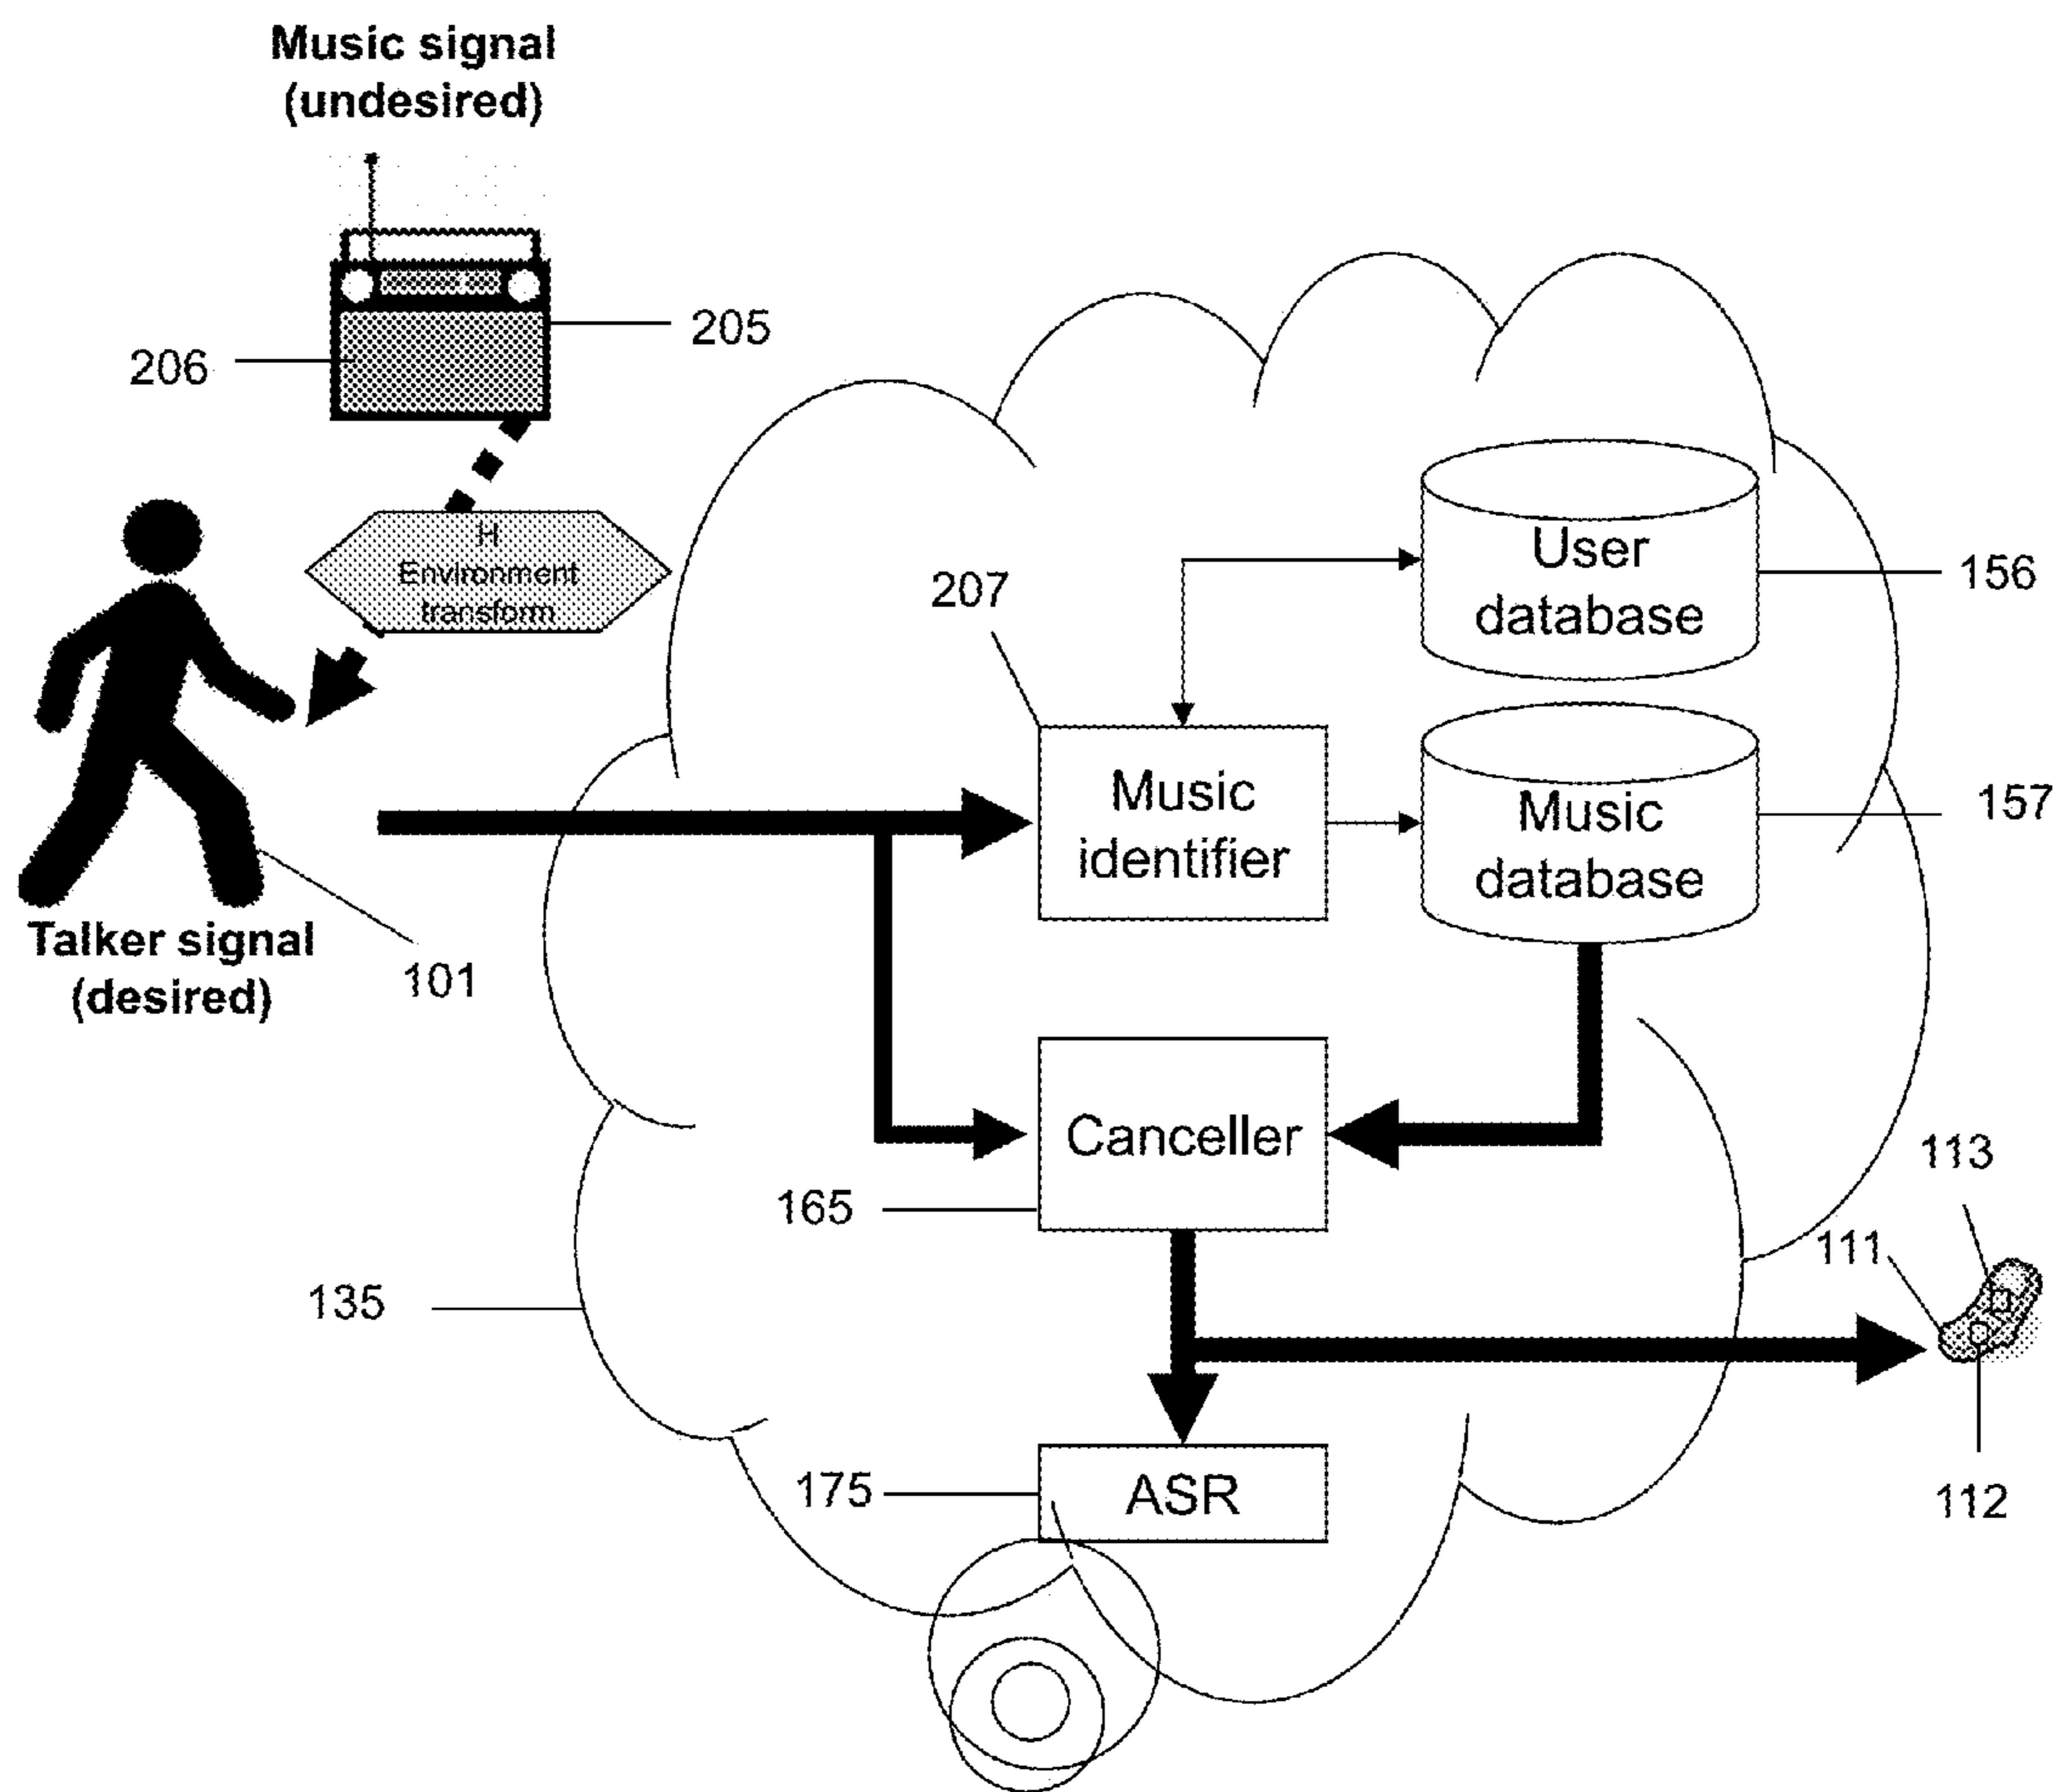 Music signal
(undesired)
205
206
H
Environment
transform
User
database
156
207
Music
identifier
Music
database
157
Talker signal
(desired)
101
Canceller
165
113
111
135
ASR
175
112